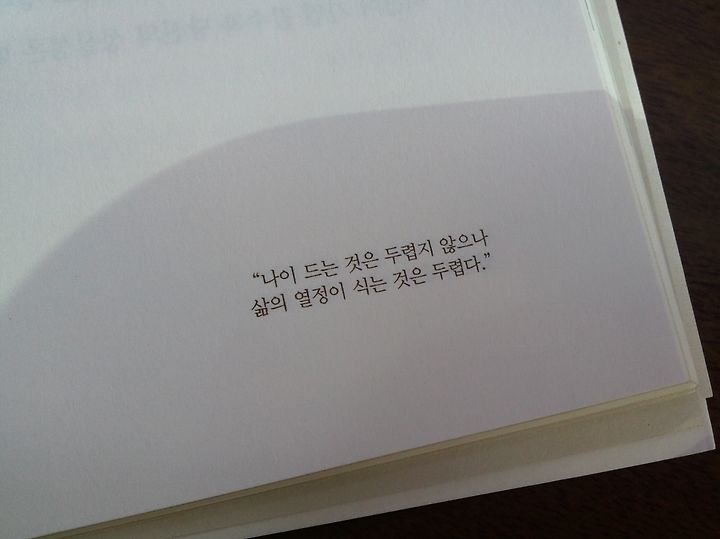 “나이 드는 것은 두렵지 않으나
삶의 열정이 식는 것은 두렵다.”